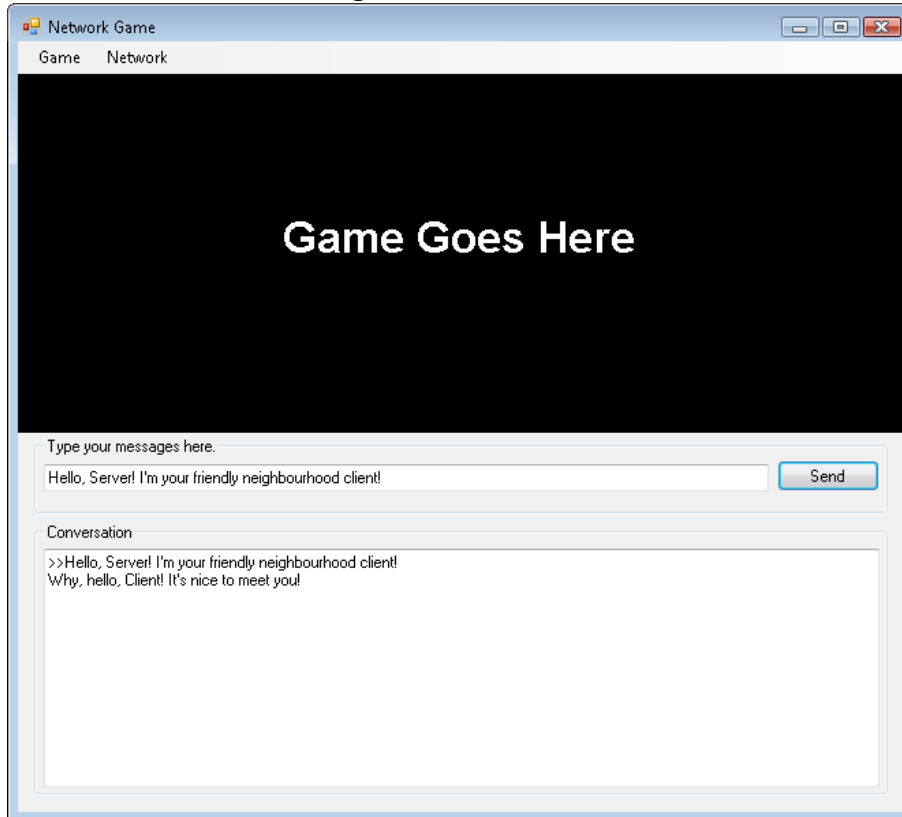 Network Game
Game Network
Game Goes Here
Type your messages here.
Hello, Server! I'm your friendly neighbourhood client!
Send
Conversation
>>Hello, Server! I'm your friendly neighbourhood client!
Why, hello, Client! It's nice to meet you!